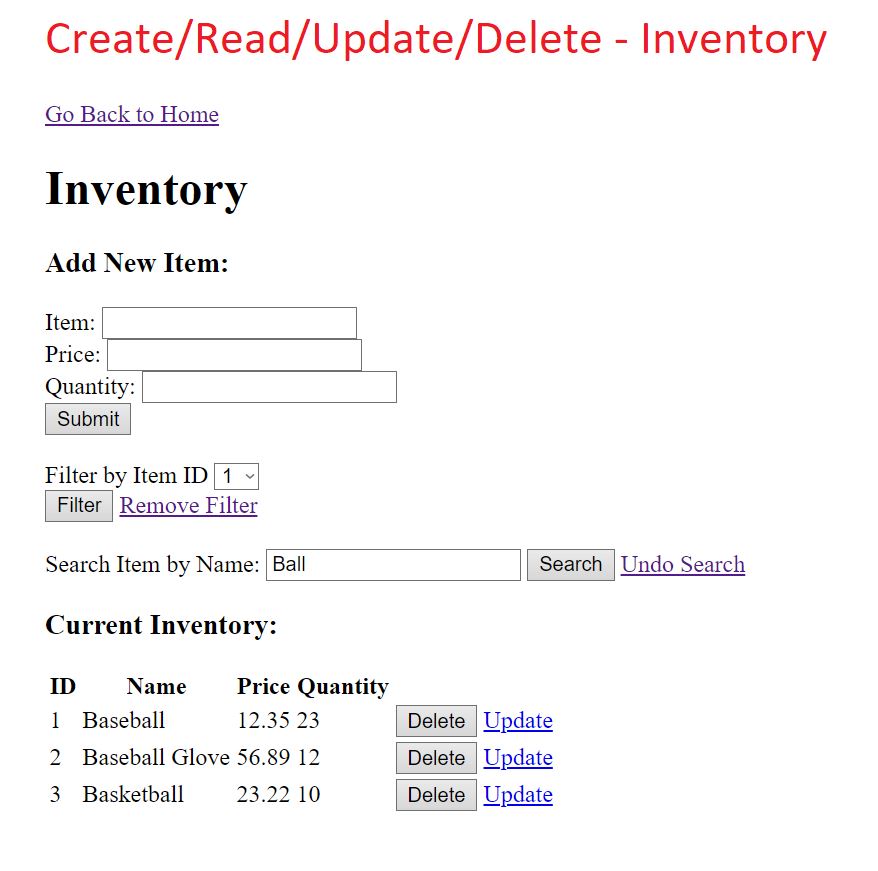 Create/Read/Update/Delete - Inventory
Go Back to Home
Inventory
Add New Item:
Item:
Price:
Quantity:
Submit
Filter by Item ID 1
Filter Remove Filter
Search Item by Name: Ball Search Undo Search
Current Inventory:
ID Name Price Quantity
1 Baseball 12.35 23 Delete Update
2 Baseball Glove 56.89 12 Delete Update
3 Basketball 23.22 10 Delete Update